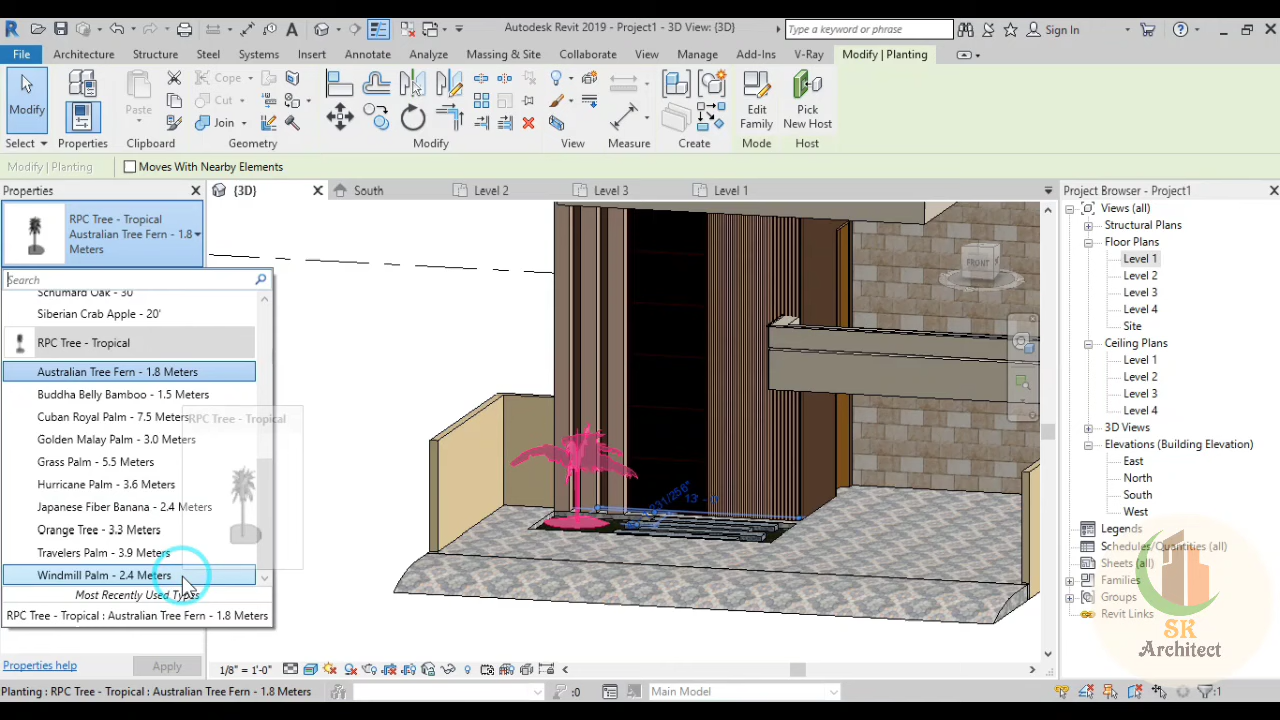 Autodesk Revit 2019 - Project1 - 3D View: {3D}
Type a keyword or phrase
Sign In
File Architecture Structure Steel Systems Insert Annotate Analyze Massing & Site Collaborate View Manage Add-Ins V-Ray Modify | Planting
Modify
Paste
Cope
Cut
Join
Edit Family
Pick New Host
Select Properties Clipboard Geometry Modify View Measure Create Mode Host
Modify | Planting
Moves With Nearby Elements
Properties
{3D} South Level 2 Level 3 Level 1
Project Browser - Project1
RPC Tree - Tropical
Australian Tree Fern - 1.8
Meters
Search
Schumard Oak - 30'
Siberian Crab Apple - 20'
RPC Tree - Tropical
Australian Tree Fern - 1.8 Meters
Buddha Belly Bamboo - 1.5 Meters
Cuban Royal Palm - 7.5 Meters
RPC Tree - Tropical
Golden Malay Palm - 3.0 Meters
Grass Palm - 5.5 Meters
Hurricane Palm - 3.6 Meters
Japanese Fiber Banana - 2.4 Meters
Orange Tree - 3.3 Meters
Travelers Palm - 3.9 Meters
Windmill Palm - 2.4 Meters
Most Recently Used Types
RPC Tree - Tropical : Australian Tree Fern - 1.8 Meters
Properties help
Apply
FRONT
Views (all)
Structural Plans
Floor Plans
Level 1
Level 2
Level 3
Level 4
Site
Ceiling Plans
Level 1
Level 2
Level 3
Level 4
3D Views
Elevations (Building Elevation)
East
North
South
West
Legends
Schedules/Quantities (all)
Sheets (all)
Families
Groups
Revit Links
SK
Architect
1/8" = 1'-0"
Planting : RPC Tree - Tropical : Australian Tree Fern - 1.8 Meters
:0
Main Model
:1